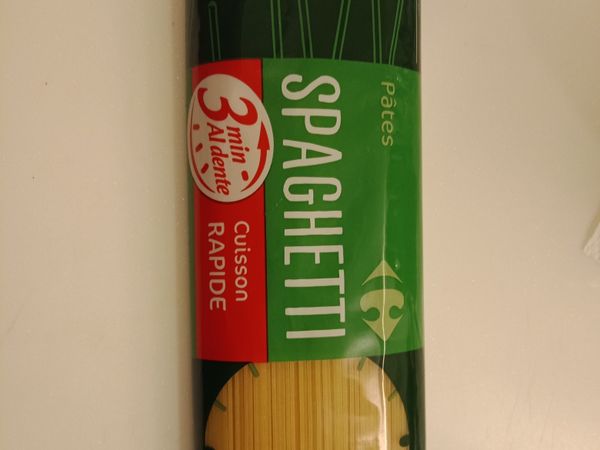 Pâtes
SPAGHETTI
3
min
Al dente
Cuisson
RAPIDE